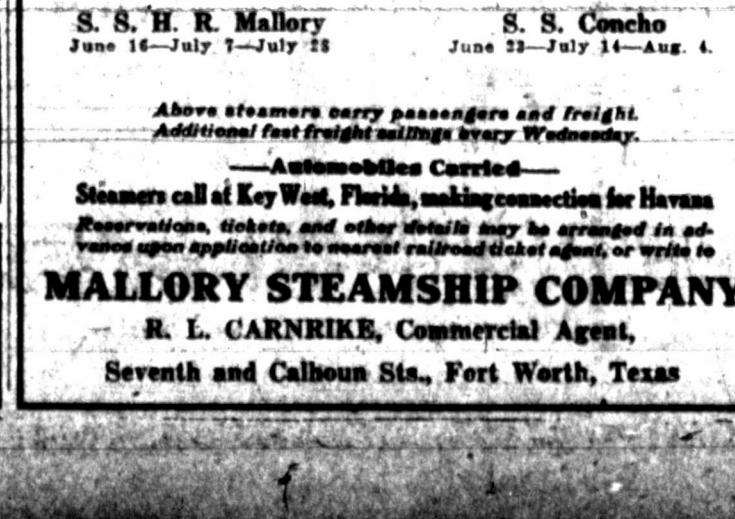 S. S. H. R. Mallory
June 16—July 7—July 28
S. S. Concho
June 23—July 14—Aug. 4.
Above steamers carry passengers and freight.
Additional fast freight sailings every Wednesday.
—Automobiles Carried—
Steamers call at Key West, Florida, making connection for Havana
Reservations, tickets, and other details may be arranged in ad-
vance upon application to nearest railroad ticket agent, or write to
MALLORY STEAMSHIP COMPANY
R. L. CARNRIKE, Commercial Agent,
Seventh and Calhoun Sts., Fort Worth, Texas